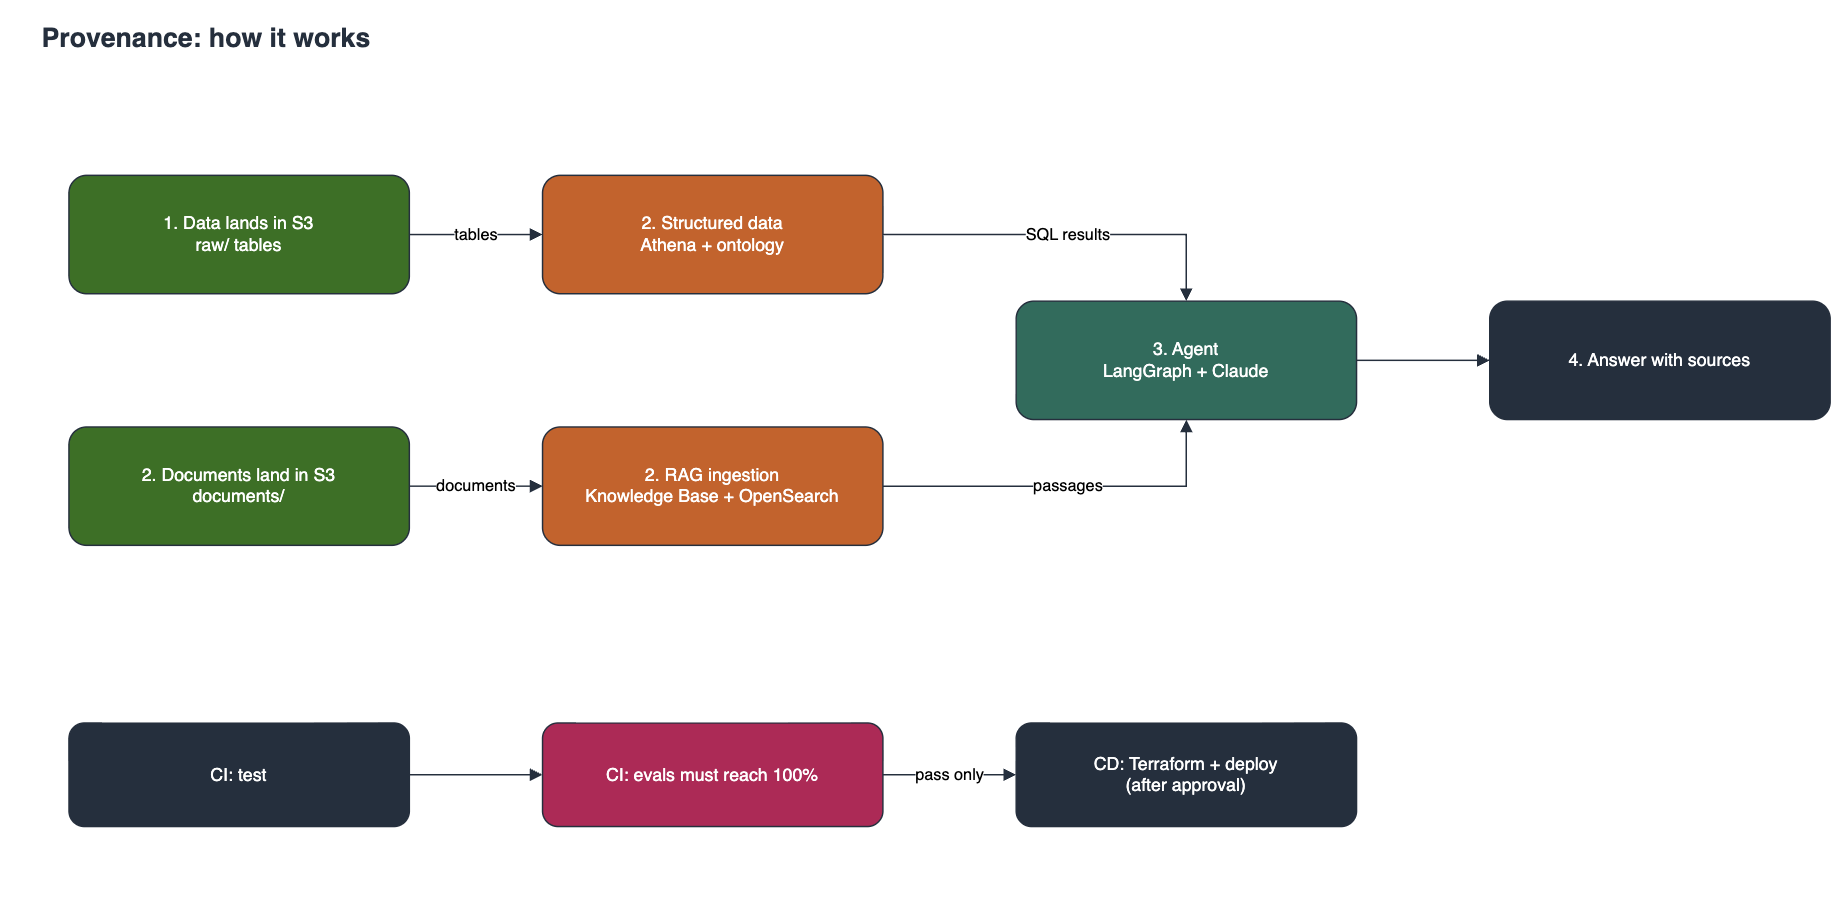 Provenance: how it works
1. Data lands in S3
raw/ tables
tables
2. Structured data
Athena + ontology
SQL results
3. Agent
LangGraph + Claude
4. Answer with sources
2. Documents land in S3
documents/
documents
2. RAG ingestion
Knowledge Base + OpenSearch
passages
CI: test
CI: evals must reach 100%
pass only
CD: Terraform + deploy
(after approval)